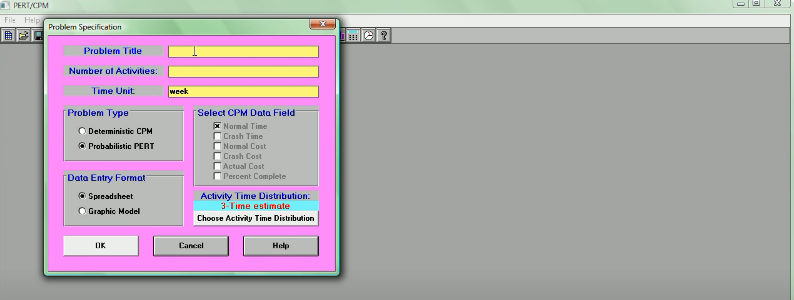 PERT/CPM
File Help
Problem Specification
Problem Title
Number of Activities:
Time Unit:
week
Problem Type
Deterministic CPM
Probabilistic PERT
Select CPM Data Field
Normal Time
Crash Time
Normal Cost
Crash Cost
Actual Cost
Percent Complete
Data Entry Format
Spreadsheet
Graphic Model
Activity Time Distribution:
3-Time estimate
Choose Activity Time Distribution
OK
Cancel
Help